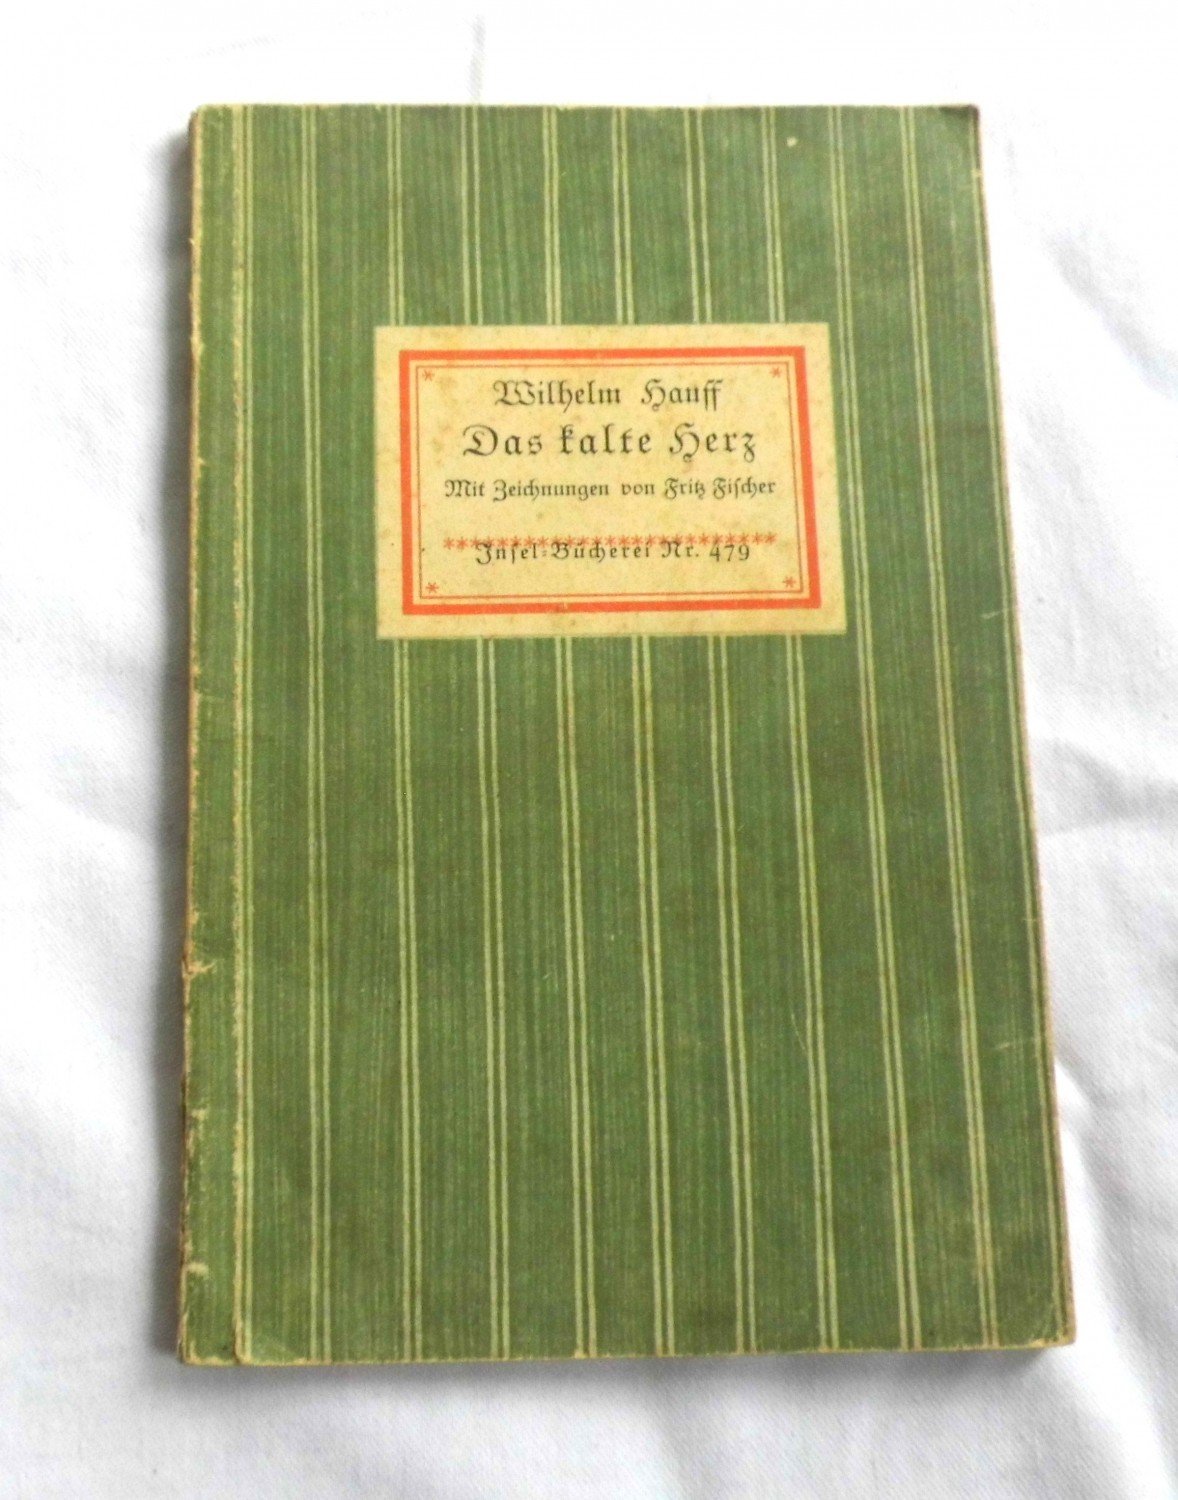 Wilhelm Hauff
Das kalte Herz
Mit Zeichnungen von Fritz Fischer
Insel-Bücherei Nr. 479